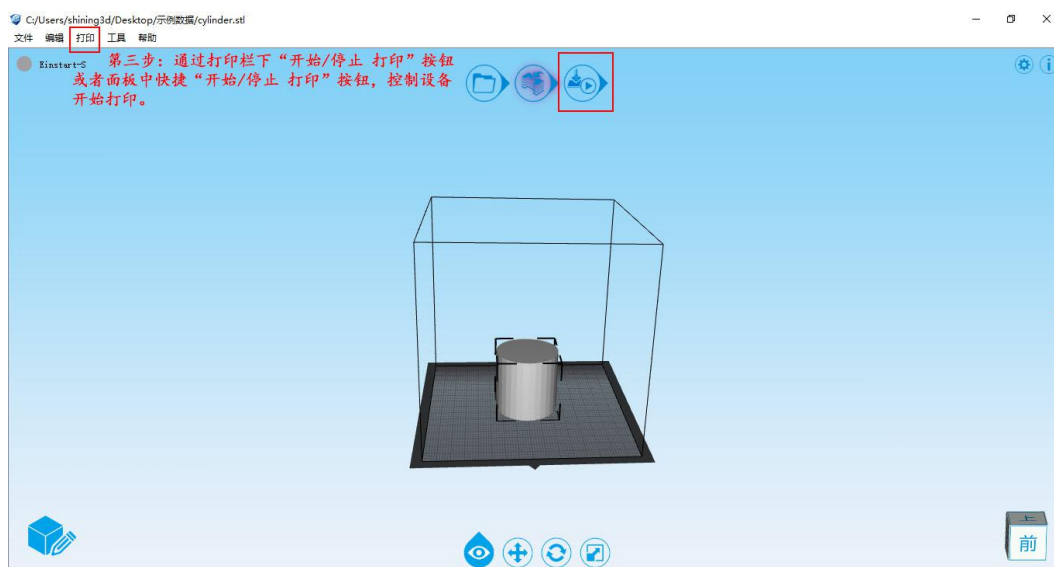 C:/Users/shining3d/Desktop/示例数据/cylinder.stl
文件 编辑 打印 工具 帮助
Einstart-S
第三步：通过打印栏下“开始/停止 打印”按钮
或者面板中快捷“开始/停止 打印”按钮，控制设备
开始打印。
上
前